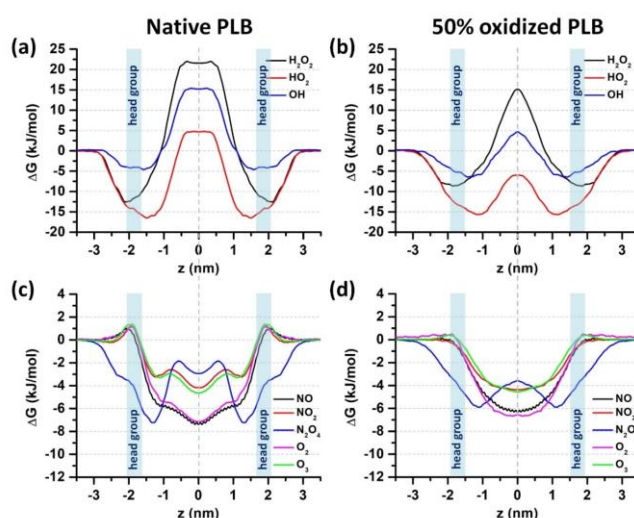 Native PLB
50% oxidized PLB
(a)
25
20
15
10
5
0
-5
-10
-15
-20
ΔG (kJ/mol)
head group
head group
H₂O₂
HO₂
OH
-3 -2 -1 0 1 2 3
z (nm)
(b)
25
20
15
10
5
0
-5
-10
-15
-20
ΔG (kJ/mol)
head group
head group
H₂O₂
HO₂
OH
-3 -2 -1 0 1 2 3
z (nm)
(c)
4
2
0
-2
-4
-6
-8
-10
-12
ΔG (kJ/mol)
head group
head group
NO
NO₂
N₂O₄
O₂
O₃
-3 -2 -1 0 1 2 3
z (nm)
(d)
4
2
0
-2
-4
-6
-8
-10
-12
ΔG (kJ/mol)
head group
head group
NO
NO₂
N₂O₄
O₂
O₃
-3 -2 -1 0 1 2 3
z (nm)